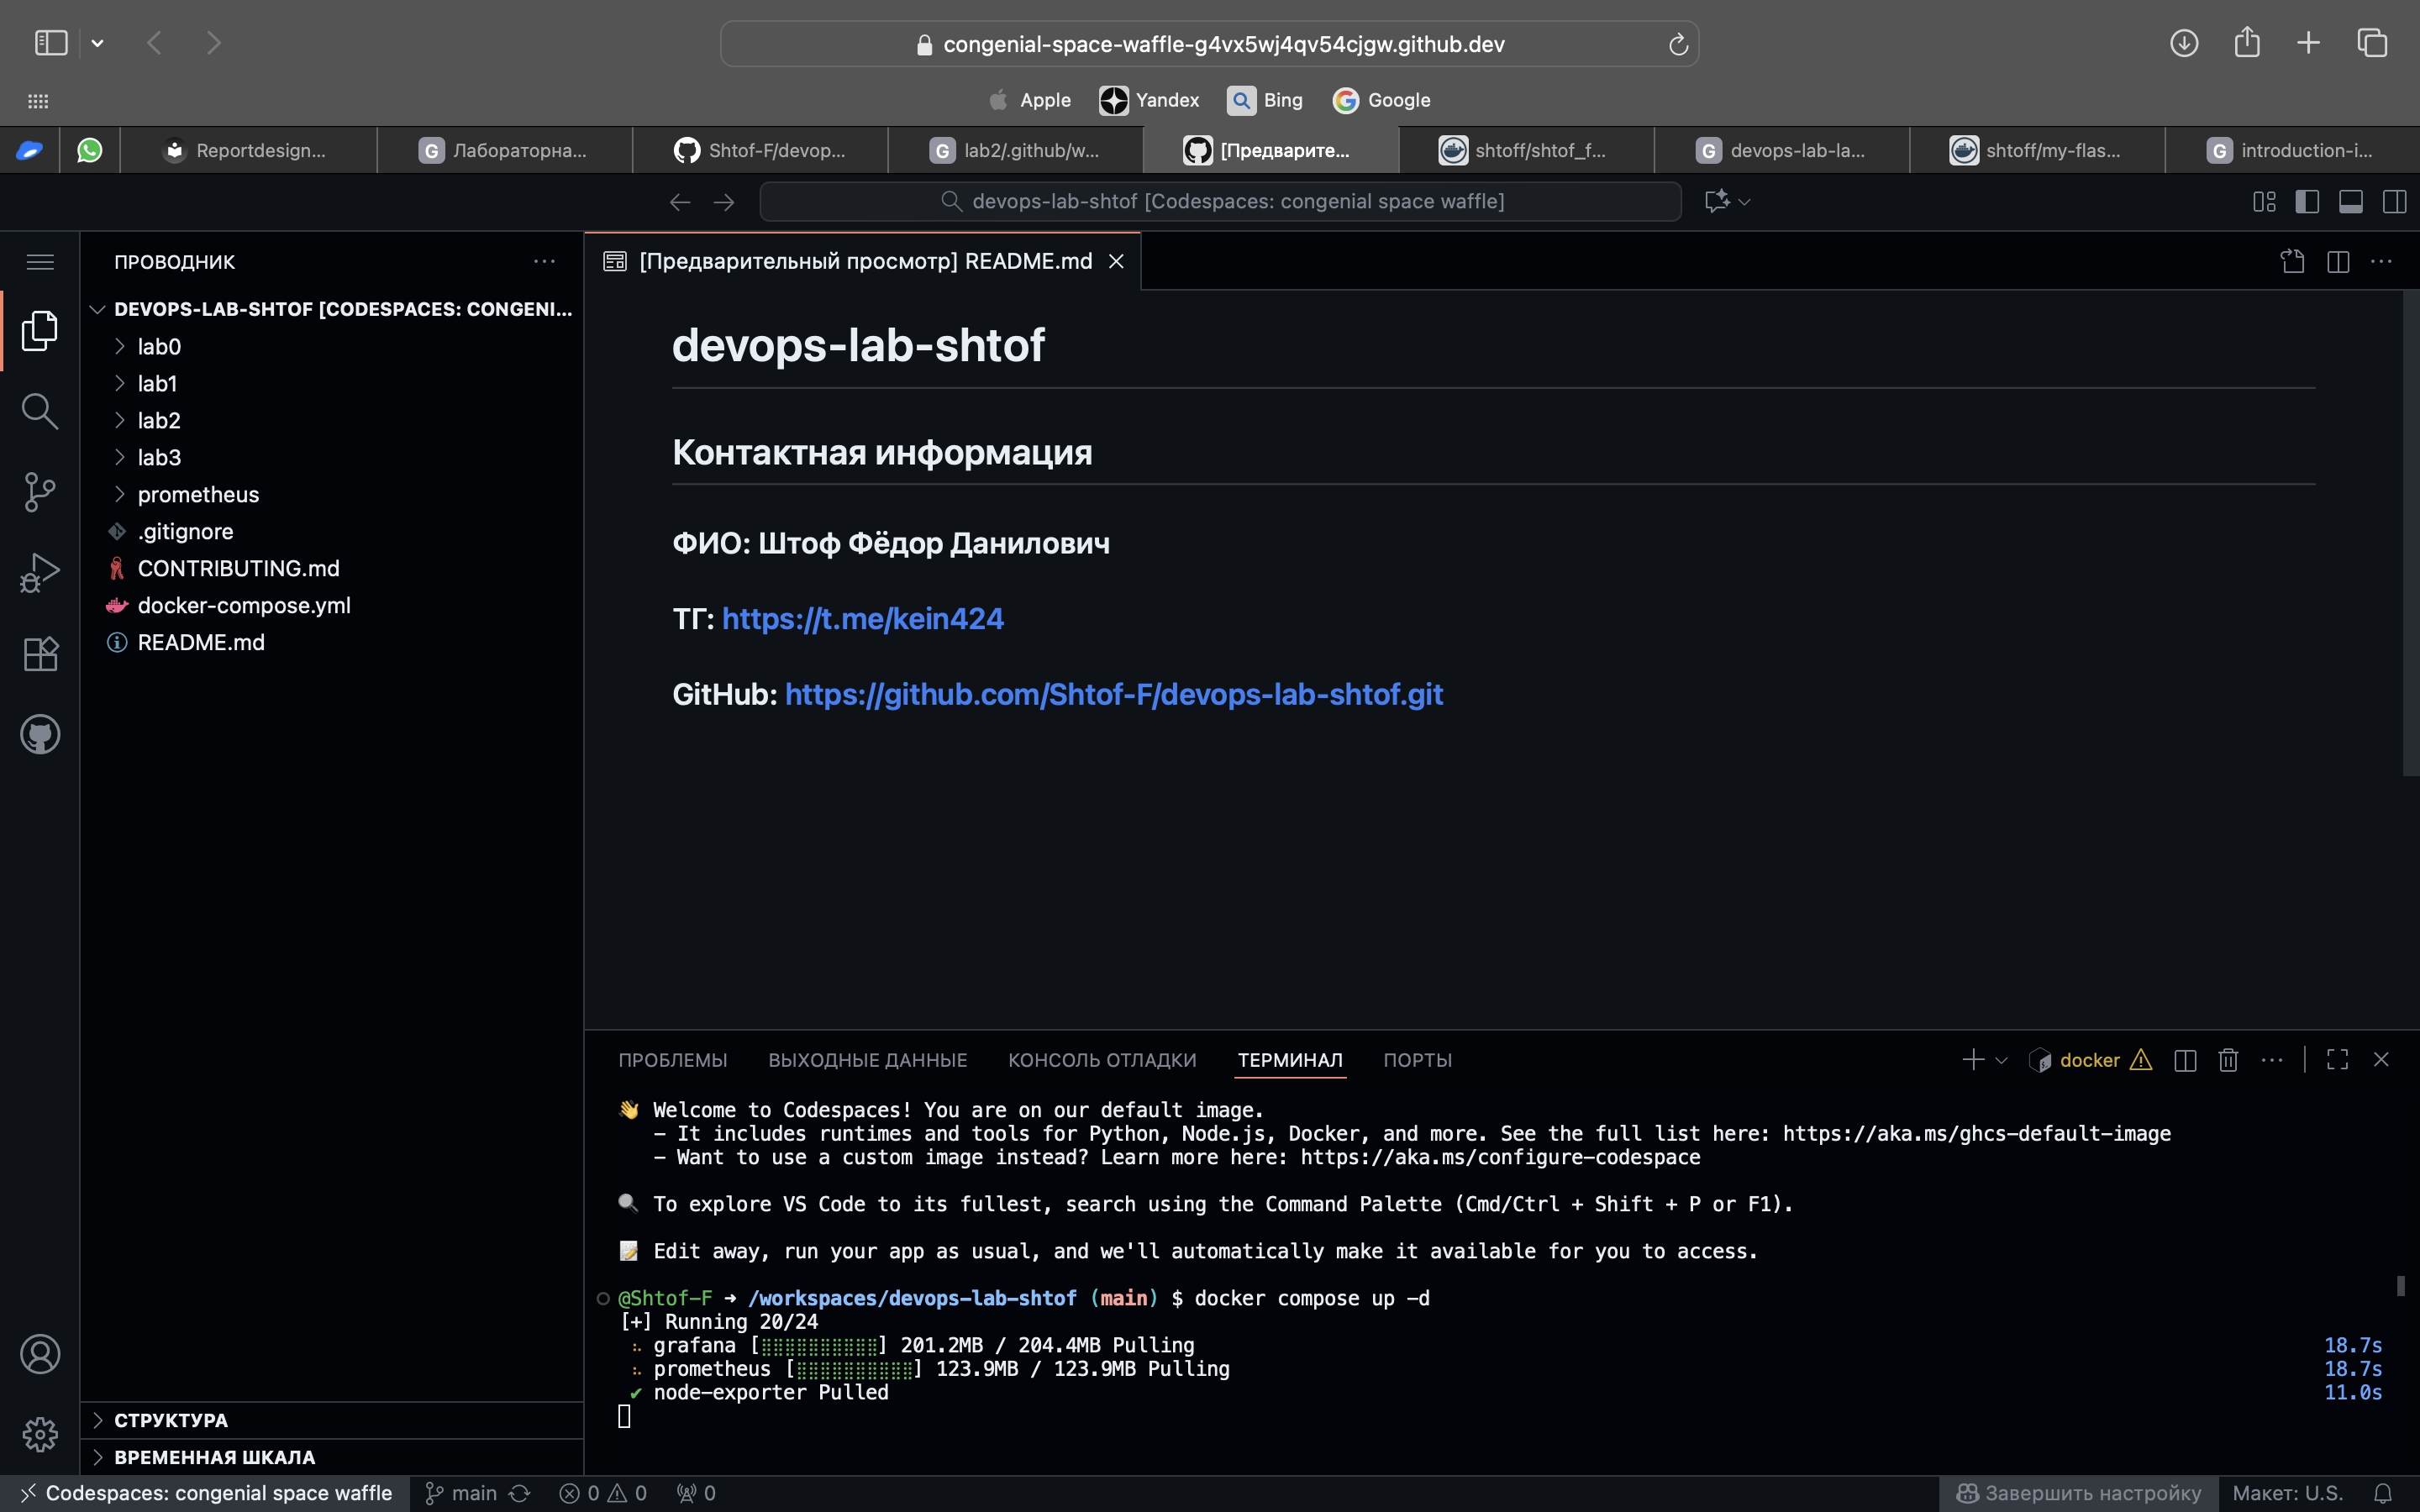 congenial-space-waffle-g4vx5wj4qv54cjgw.github.dev
Apple Yandex Bing Google
Reportdesign... Лабораторна... Shtof-F/devop... lab2/.github/w... [Предварите... shtoff/shtof_f... devops-lab-la... shtoff/my-flas... introduction-i...
devops-lab-shtof [Codespaces: congenial space waffle]
ПРОВОДНИК
DEVOPS-LAB-SHTOF [CODESPACES: CONGENI...
lab0
lab1
lab2
lab3
prometheus
.gitignore
CONTRIBUTING.md
docker-compose.yml
README.md
СТРУКТУРА
ВРЕМЕННАЯ ШКАЛА
[Предварительный просмотр] README.md
devops-lab-shtof
Контактная информация
ФИО: Штоф Фёдор Данилович
ТГ: https://t.me/kein424
GitHub: https://github.com/Shtof-F/devops-lab-shtof.git
ПРОБЛЕМЫ ВЫХОДНЫЕ ДАННЫЕ КОНСОЛЬ ОТЛАДКИ ТЕРМИНАЛ ПОРТЫ
docker
👋 Welcome to Codespaces! You are on our default image.
- It includes runtimes and tools for Python, Node.js, Docker, and more. See the full list here: https://aka.ms/ghcs-default-image
- Want to use a custom image instead? Learn more here: https://aka.ms/configure-codespace
🔍 To explore VS Code to its fullest, search using the Command Palette (Cmd/Ctrl + Shift + P or F1).
📝 Edit away, run your app as usual, and we'll automatically make it available for you to access.
@Shtof-F → /workspaces/devops-lab-shtof (main) $ docker compose up -d
[+] Running 20/24
grafana [⣿⣿⣿⣿⣿⣿⣿⣿⣿⣿] 201.2MB / 204.4MB Pulling 18.7s
prometheus [⣿⣿⣿⣿⣿⣿⣿⣿⣿⣿] 123.9MB / 123.9MB Pulling 18.7s
✔ node-exporter Pulled 11.0s
Codespaces: congenial space waffle main 0 0 0 Завершить настройку Макет: U.S.